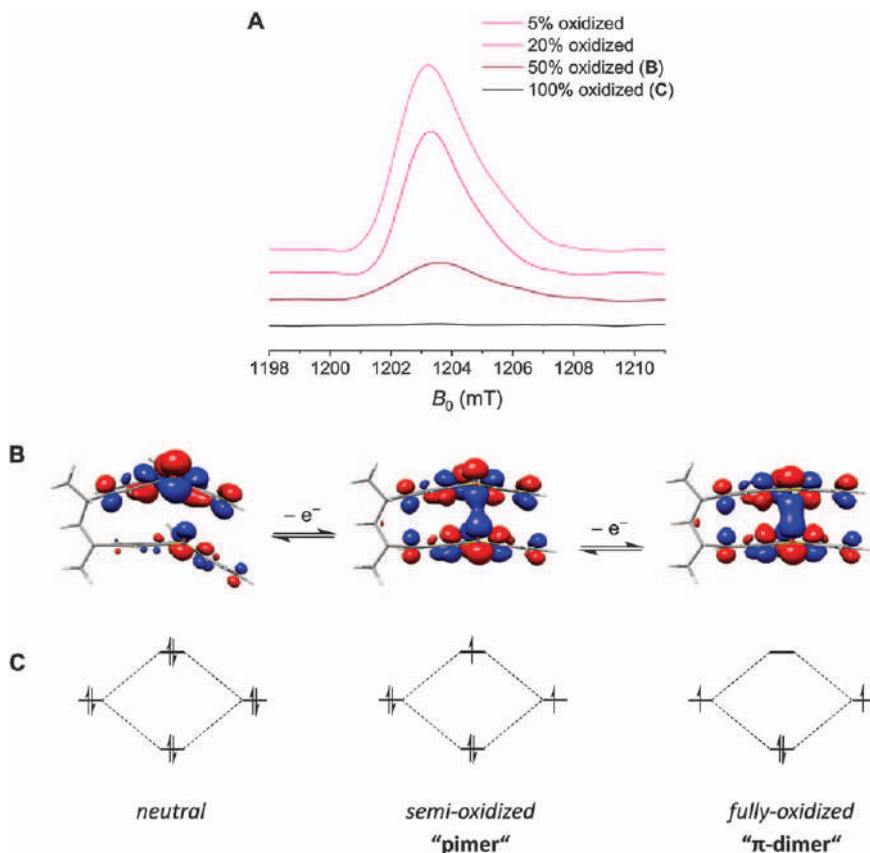 A
5% oxidized
20% oxidized
50% oxidized (B)
100% oxidized (C)
1198 1200 1202 1204 1206 1208 1210
B₀ (mT)
B
– e⁻
– e⁻
C
neutral
semi-oxidized
fully-oxidized
“pimer“
“π-dimer“